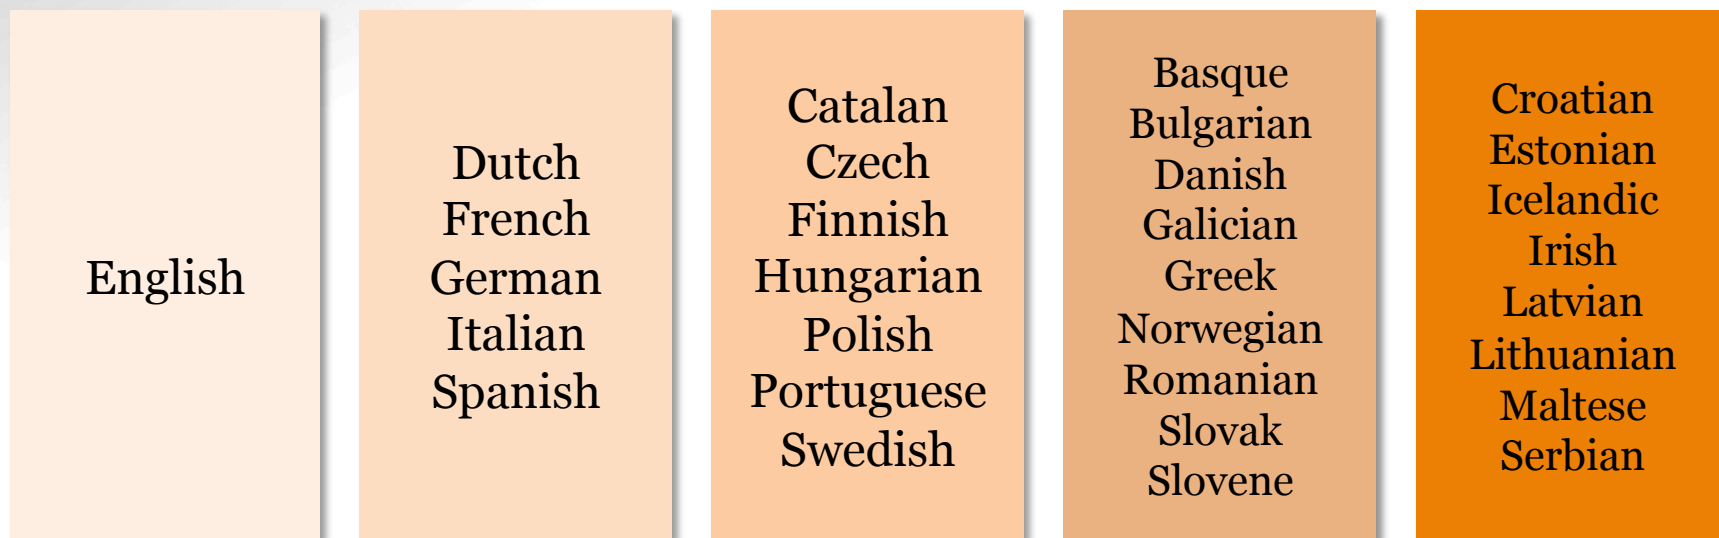 English
Dutch
French
German
Italian
Spanish
Catalan
Czech
Finnish
Hungarian
Polish
Portuguese
Swedish
Basque
Bulgarian
Danish
Galician
Greek
Norwegian
Romanian
Slovak
Slovene
Croatian
Estonian
Icelandic
Irish
Latvian
Lithuanian
Maltese
Serbian